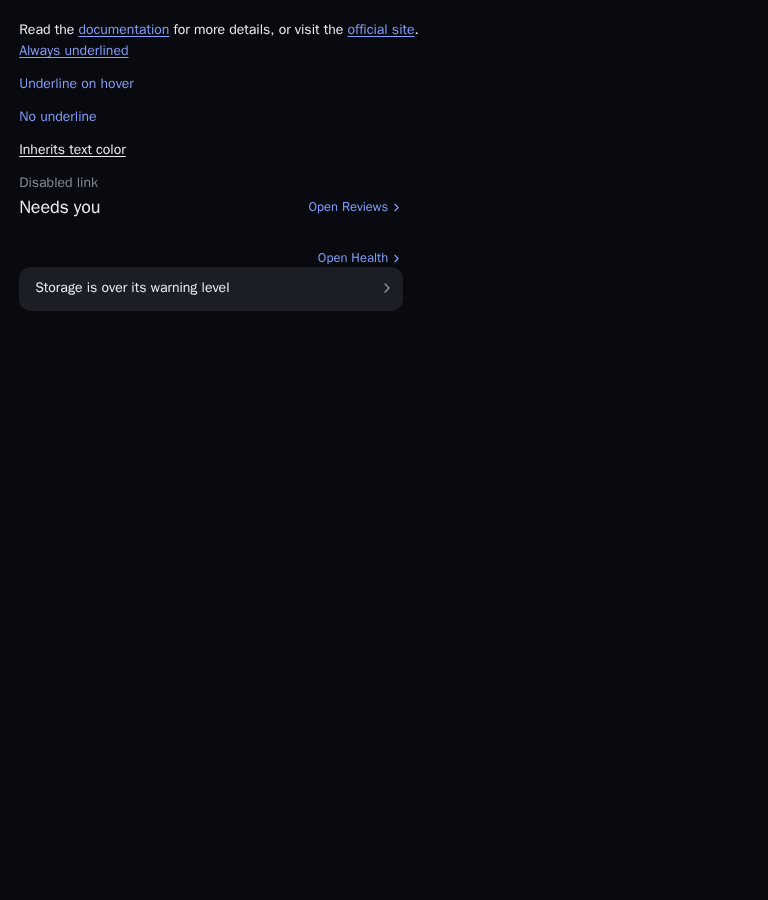 Read the documentation for more details, or visit the official site.
Always underlined
Underline on hover
No underline
Inherits text color
Disabled link
Needs you Open Reviews
Open Health
Storage is over its warning level